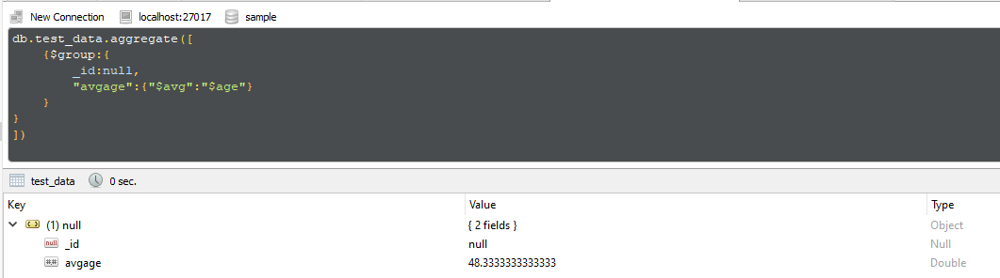 New Connection localhost:27017 sample
db.test_data.aggregate([
{$group:{
_id:null,
"avgage":{"$avg":"$age"}
}
}
])
test_data 0 sec.
Key Value Type
(1) null { 2 fields } Object
null _id null Null
#.# avgage 48.3333333333333 Double